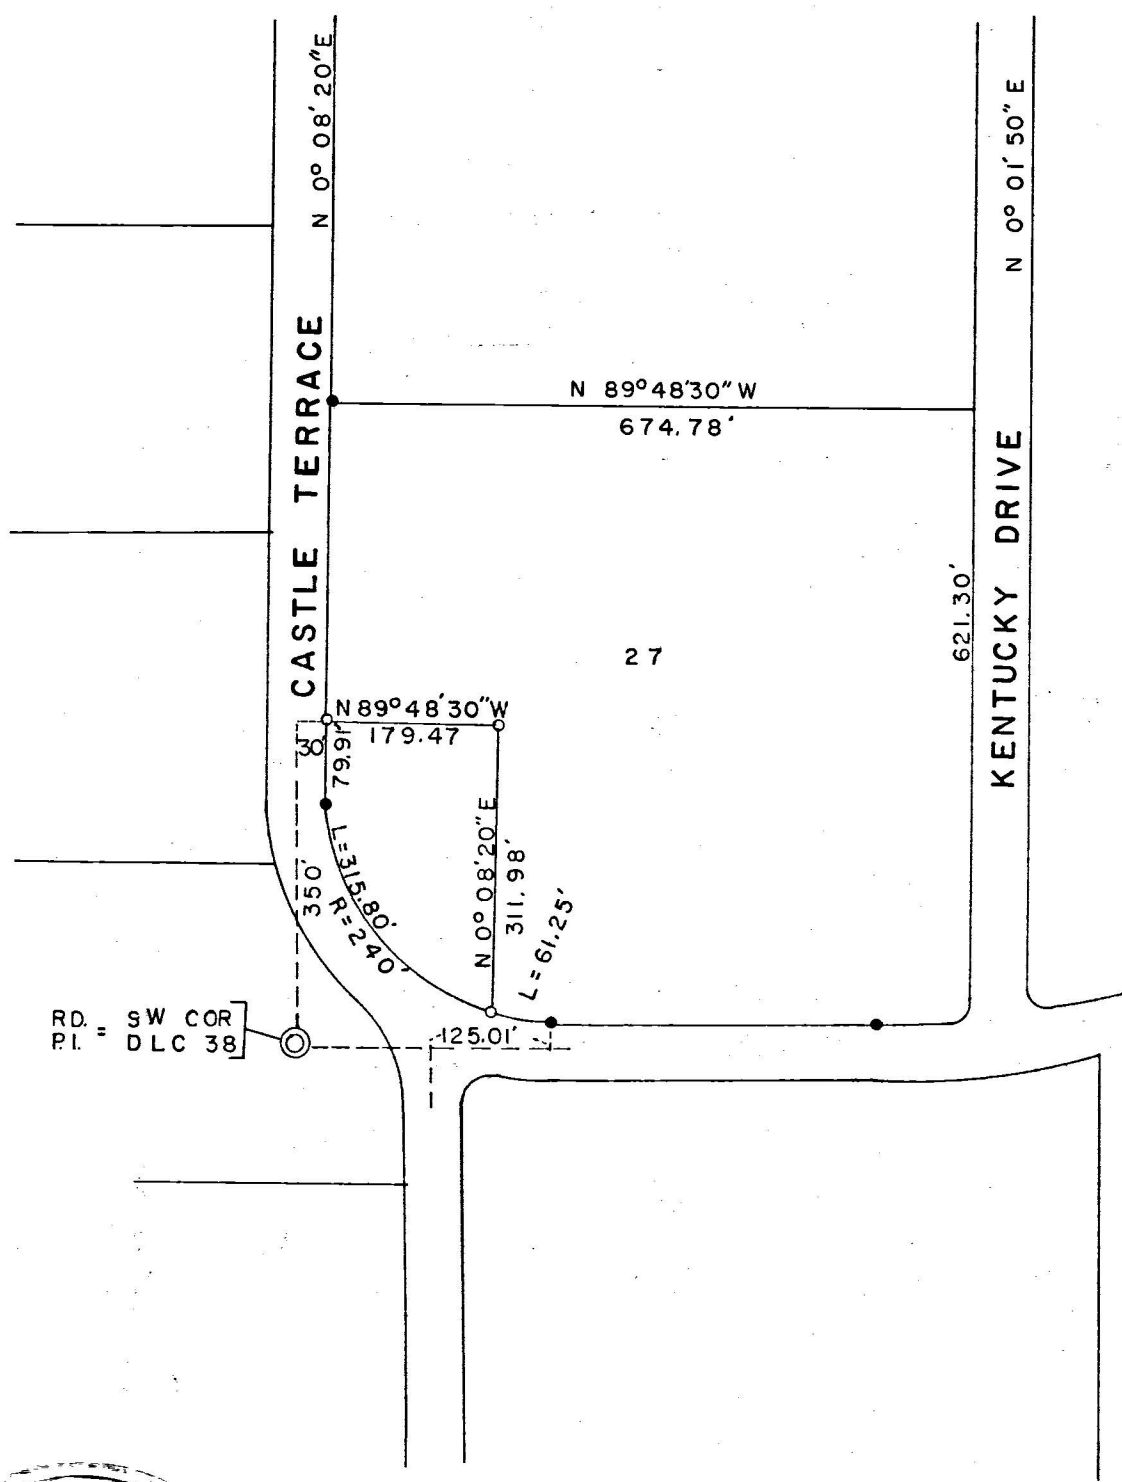 N 0° 08' 20" E
N 0° 01' 50" E
CASTLE TERRACE
N 89° 48' 30" W
674.78'
KENTUCKY DRIVE
621.30'
27
N 89° 48' 30" W
179.47
30'
79.91'
350'
L = 315.80'
R = 240'
N 0° 08' 20" E
311.98'
L = 61.25'
RD. = SW COR
P.I. DLC 38
125.01'